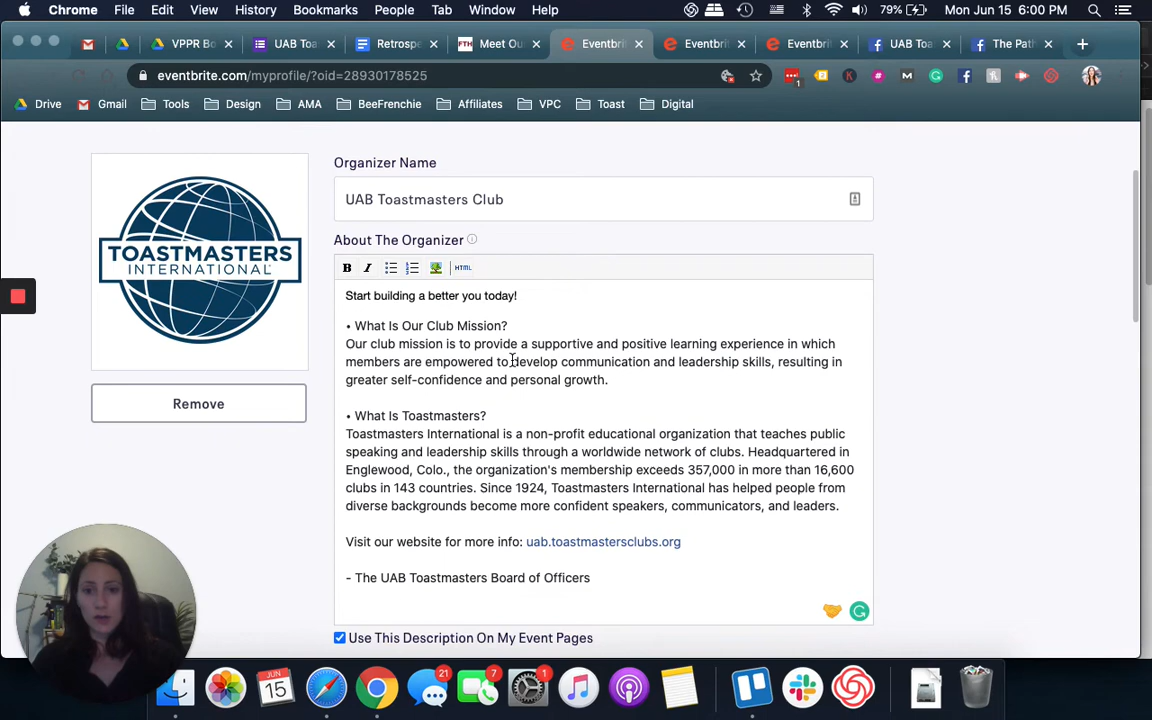 Chrome File Edit View History Bookmarks People Tab Window Help 79% Mon Jun 15 6:00 PM
VPPR Bo × UAB Toa × Retrospe × FTH Meet Ou × Eventbri × Eventbri × Eventbri × UAB Toa × The Path ×
eventbrite.com/myprofile/?oid=28930178525
Drive Gmail Tools Design AMA BeeFrenchie Affiliates VPC Toast Digital
TOASTMASTERS
INTERNATIONAL
Remove
Organizer Name
UAB Toastmasters Club
About The Organizer
B I HTML
Start building a better you today!
• What Is Our Club Mission?
Our club mission is to provide a supportive and positive learning experience in which
members are empowered to develop communication and leadership skills, resulting in
greater self-confidence and personal growth.
• What Is Toastmasters?
Toastmasters International is a non-profit educational organization that teaches public
speaking and leadership skills through a worldwide network of clubs. Headquartered in
Englewood, Colo., the organization's membership exceeds 357,000 in more than 16,600
clubs in 143 countries. Since 1924, Toastmasters International has helped people from
diverse backgrounds become more confident speakers, communicators, and leaders.
Visit our website for more info: uab.toastmastersclubs.org
- The UAB Toastmasters Board of Officers
Use This Description On My Event Pages
JUN
15
21
7
1